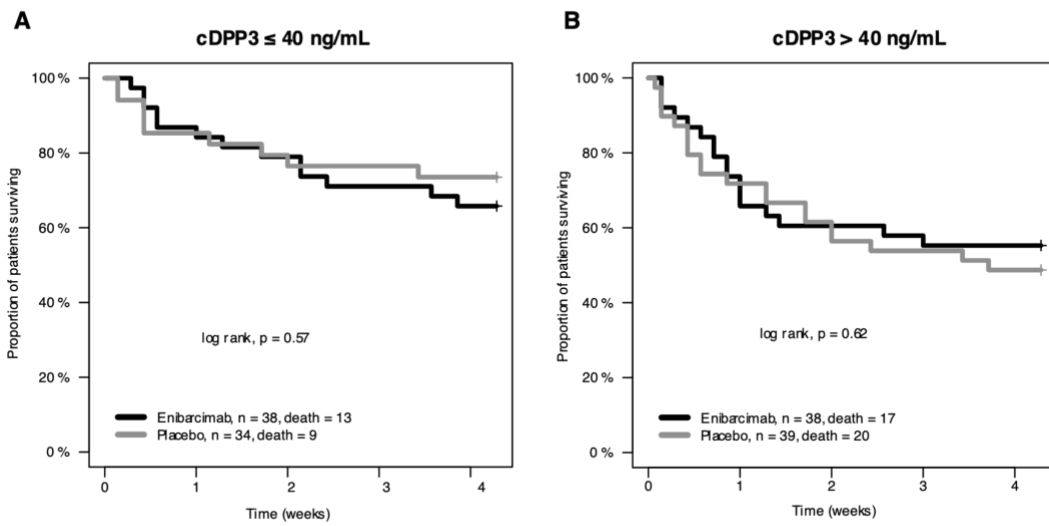 A
cDPP3 ≤ 40 ng/mL
100 %
80 %
60 %
40 %
20 %
0 %
Proportion of patients surviving
log rank, p = 0.57
Enibarcimab, n = 38, death = 13
Placebo, n = 34, death = 9
0 1 2 3 4
Time (weeks)
B
cDPP3 > 40 ng/mL
100 %
80 %
60 %
40 %
20 %
0 %
Proportion of patients surviving
log rank, p = 0.62
Enibarcimab, n = 38, death = 17
Placebo, n = 39, death = 20
0 1 2 3 4
Time (weeks)